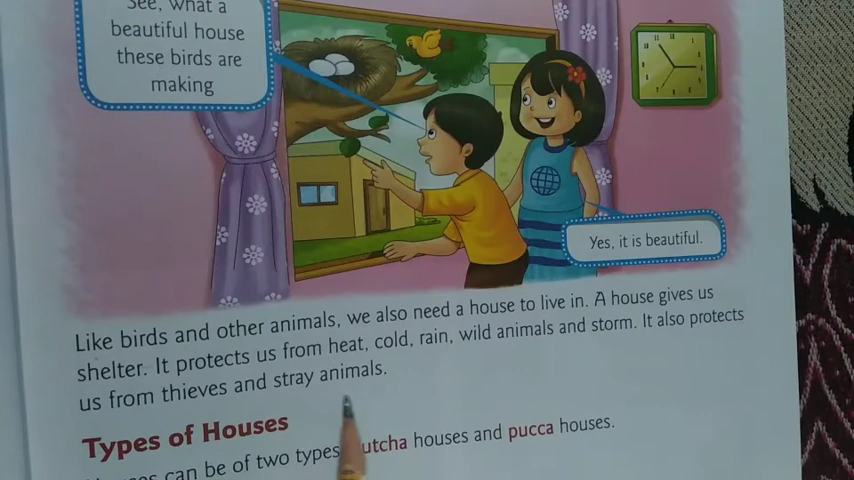 See, what a
beautiful house
these birds are
making
Yes, it is beautiful.
Like birds and other animals, we also need a house to live in. A house gives us
shelter. It protects us from heat, cold, rain, wild animals and storm. It also protects
us from thieves and stray animals.
Types of Houses
can be of two types houses and pucca houses.